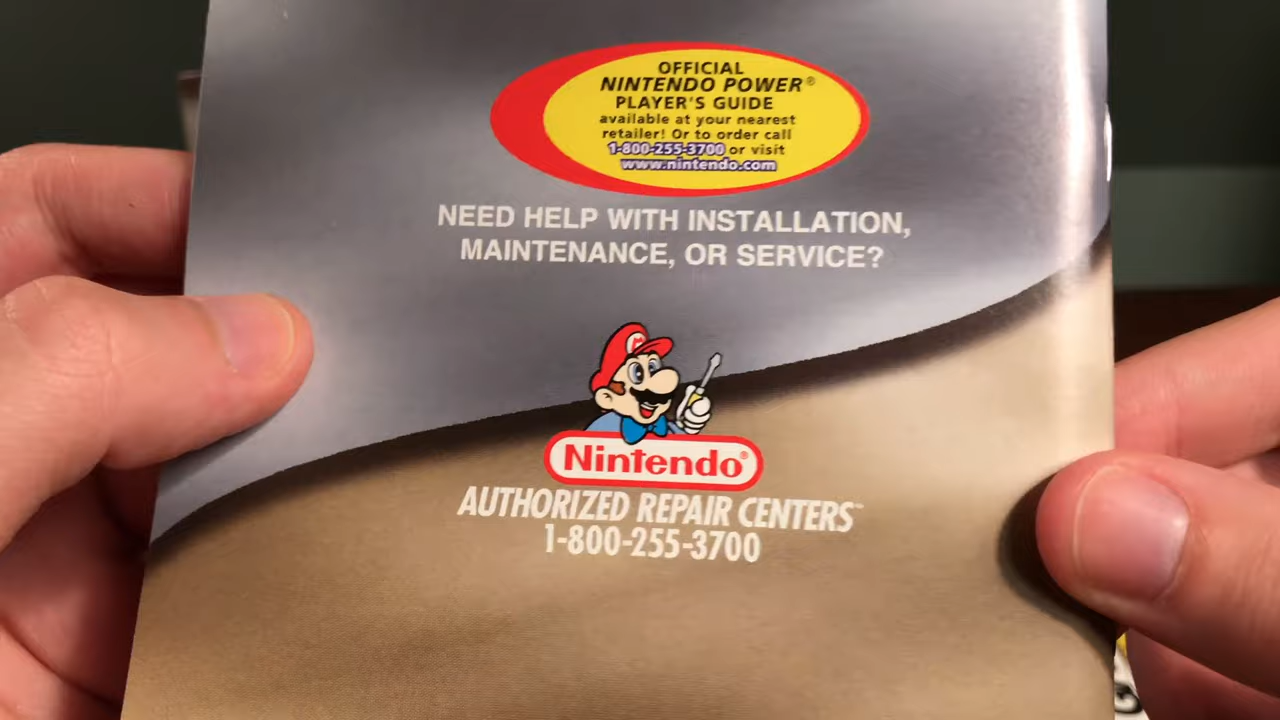 OFFICIAL
NINTENDO POWER®
PLAYER'S GUIDE
available at your nearest
retailer! Or to order call
1-800-255-3700 or visit
www.nintendo.com
NEED HELP WITH INSTALLATION,
MAINTENANCE, OR SERVICE?
M
Nintendo®
AUTHORIZED REPAIR CENTERS™
1-800-255-3700